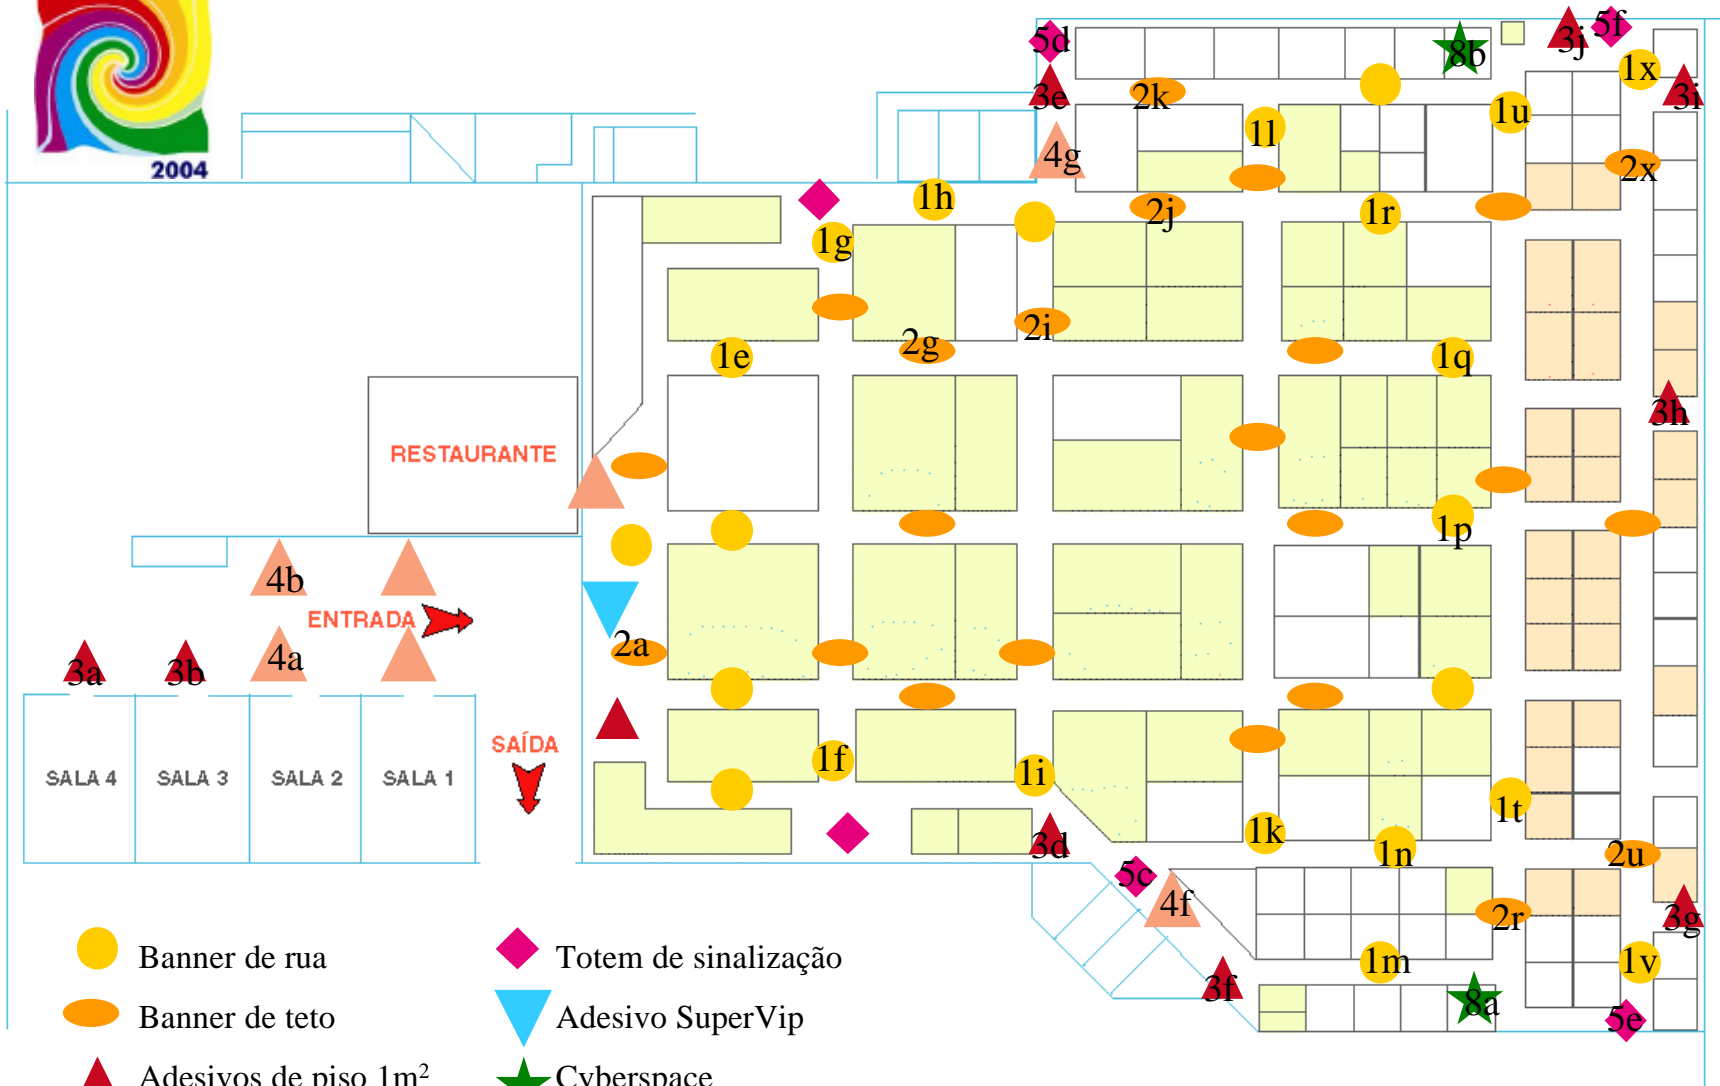 5d
5f
3j
8b
1x
3e
2k
3i
1u
1l
4g
2x
2004
1h
2j
1r
1g
2i
2g
1e
1q
3h
RESTAURANTE
1p
4b
ENTRADA
2a
3a
3b
4a
SAÍDA
1f
1i
SALA 4
SALA 3
SALA 2
SALA 1
1t
1k
3d
1n
2u
5c
4f
2r
3g
Banner de rua
Totem de sinalização
1m
1v
3f
8a
Banner de teto
Adesivo SuperVip
5e
Adesivos de piso 1m²
Cyberspace